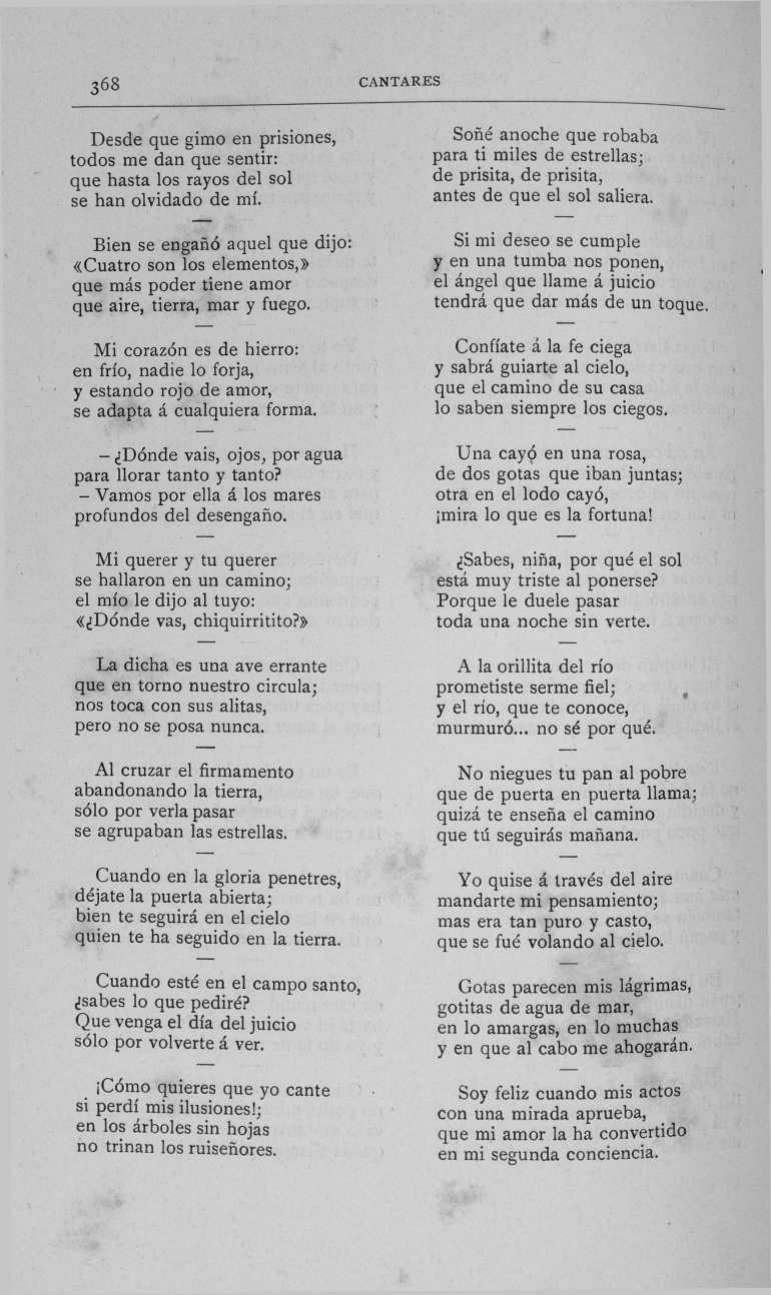 368
CANTARES
Desde que gimo en prisiones,
todos me dan que sentir:
que hasta los rayos del sol
se han olvidado de mí.
—
Bien se engañó aquel que dijo:
«Cuatro son los elementos,»
que más poder tiene amor
que aire, tierra, mar y fuego.
—
Mi corazón es de hierro:
en frío, nadie lo forja,
y estando rojo de amor,
se adapta á cualquiera forma.
—
– ¿Dónde vais, ojos, por agua
para llorar tanto y tanto?
– Vamos por ella á los mares
profundos del desengaño.
—
Mi querer y tu querer
se hallaron en un camino;
el mío le dijo al tuyo:
«¿Dónde vas, chiquirritito?»
—
La dicha es una ave errante
que en torno nuestro circula;
nos toca con sus alitas,
pero no se posa nunca.
—
Al cruzar el firmamento
abandonando la tierra,
sólo por verla pasar
se agrupaban las estrellas.
—
Cuando en la gloria penetres,
déjate la puerta abierta;
bien te seguirá en el cielo
quien te ha seguido en la tierra.
—
Cuando esté en el campo santo,
¿sabes lo que pediré?
Que venga el día del juicio
sólo por volverte á ver.
—
¡Cómo quieres que yo cante
si perdí mis ilusiones!;
en los árboles sin hojas
no trinan los ruiseñores.
Soñé anoche que robaba
para ti miles de estrellas;
de prisita, de prisita,
antes de que el sol saliera.
—
Si mi deseo se cumple
y en una tumba nos ponen,
el ángel que llame á juicio
tendrá que dar más de un toque.
—
Confíate á la fe ciega
y sabrá guiarte al cielo,
que el camino de su casa
lo saben siempre los ciegos.
—
Una cayó en una rosa,
de dos gotas que iban juntas;
otra en el lodo cayó,
¡mira lo que es la fortuna!
—
¿Sabes, niña, por qué el sol
está muy triste al ponerse?
Porque le duele pasar
toda una noche sin verte.
—
A la orillita del río
prometiste serme fiel;
y el río, que te conoce,
murmuró... no sé por qué.
—
No niegues tu pan al pobre
que de puerta en puerta llama;
quizá te enseña el camino
que tú seguirás mañana.
—
Yo quise á través del aire
mandarte mi pensamiento;
mas era tan puro y casto,
que se fué volando al cielo.
—
Gotas parecen mis lágrimas,
gotitas de agua de mar,
en lo amargas, en lo muchas
y en que al cabo me ahogarán.
—
Soy feliz cuando mis actos
con una mirada aprueba,
que mi amor la ha convertido
en mi segunda conciencia.